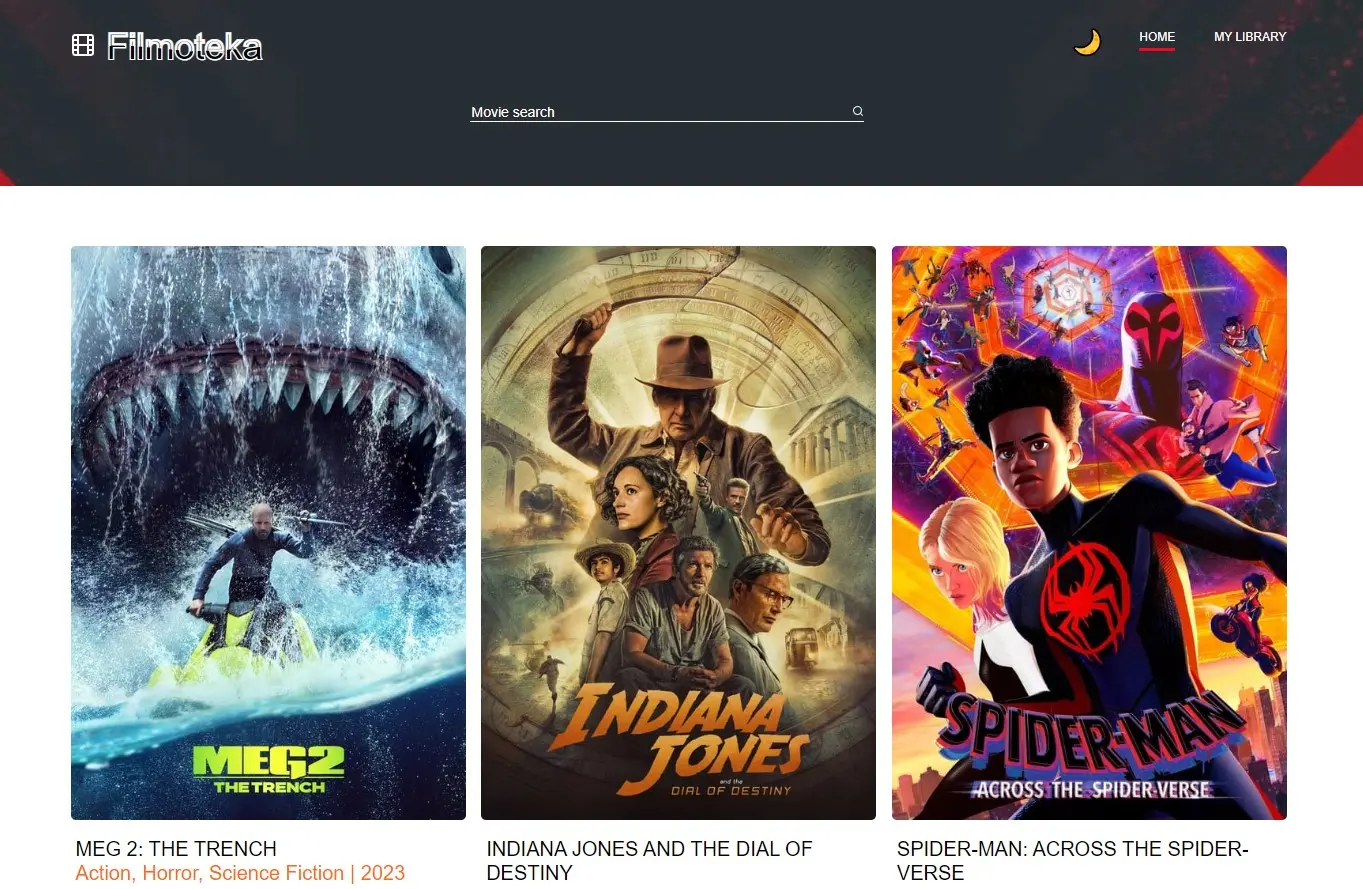 Filmoteka
HOME
MY LIBRARY
Movie search
MEG2
THE TRENCH
INDIANA
JONES
and the
DIAL OF DESTINY
SPIDER-MAN
ACROSS THE SPIDER-VERSE
MEG 2: THE TRENCH
Action, Horror, Science Fiction | 2023
INDIANA JONES AND THE DIAL OF
DESTINY
SPIDER-MAN: ACROSS THE SPIDER-
VERSE